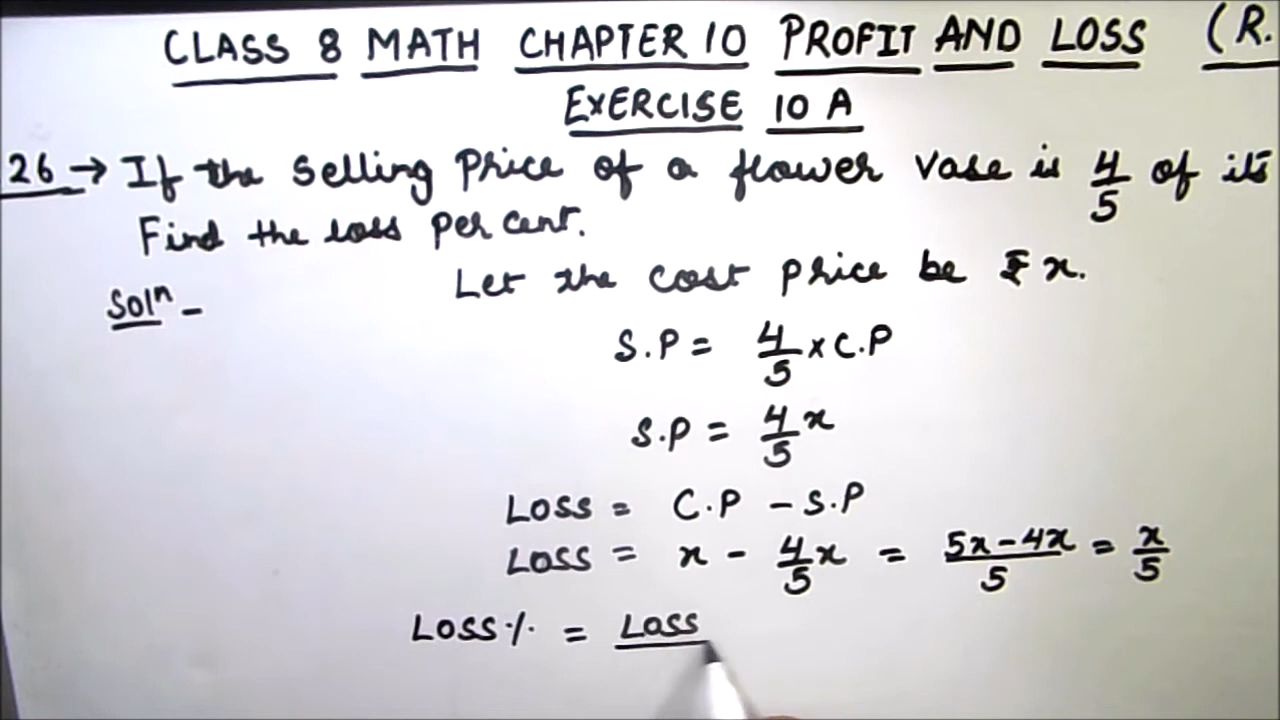 CLASS 8 MATH CHAPTER 10 PROFIT AND LOSS (R.
EXERCISE 10 A
26 → If the selling price of a flower vase is 4/5 of its
Find the loss per cent.
Let the cost price be ₹ x.
Solⁿ -
S.P = 4/5 × C.P
S.P = 4/5 x
LOSS = C.P - S.P
LOSS = x - 4/5 x = 5x - 4x / 5 = x/5
LOSS % = LOSS